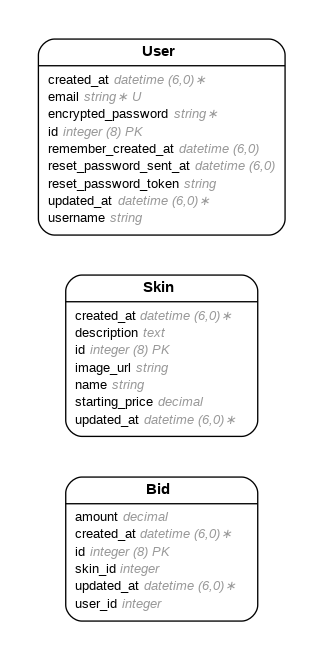 User
created_at datetime (6,0)∗
email string∗ U
encrypted_password string∗
id integer (8) PK
remember_created_at datetime (6,0)
reset_password_sent_at datetime (6,0)
reset_password_token string
updated_at datetime (6,0)∗
username string
Skin
created_at datetime (6,0)∗
description text
id integer (8) PK
image_url string
name string
starting_price decimal
updated_at datetime (6,0)∗
Bid
amount decimal
created_at datetime (6,0)∗
id integer (8) PK
skin_id integer
updated_at datetime (6,0)∗
user_id integer